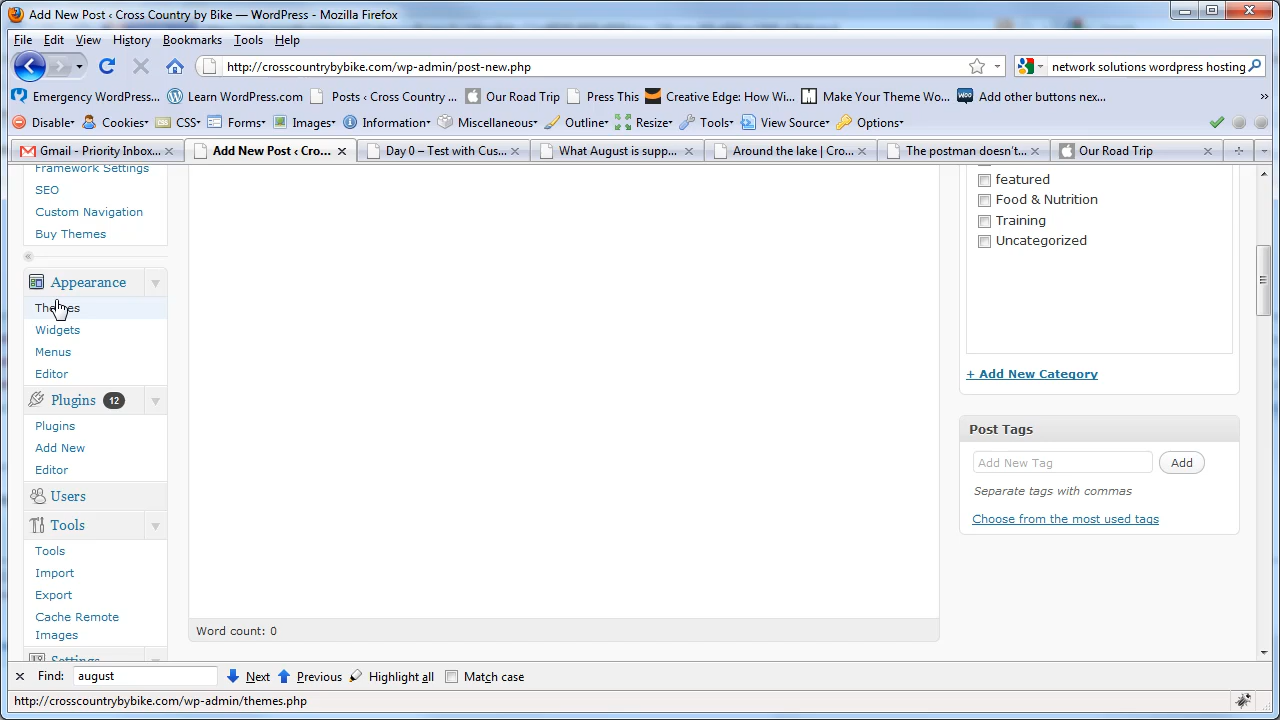 Add New Post ‹ Cross Country by Bike — WordPress - Mozilla Firefox
File Edit View History Bookmarks Tools Help
http://crosscountrybybike.com/wp-admin/post-new.php
network solutions wordpress hosting
Emergency WordPress... Learn WordPress.com Posts ‹ Cross Country ... Our Road Trip Press This Creative Edge: How Wi... Make Your Theme Wo... Add other buttons nex... »
Disable Cookies CSS Forms Images Information Miscellaneous Outline Resize Tools View Source Options
Gmail - Priority Inbox... Add New Post ‹ Cro... Day 0 – Test with Cus... What August is supp... Around the lake | Cro... The postman doesn't... Our Road Trip
Framework Settings
SEO
Custom Navigation
Buy Themes
Appearance
Themes
Widgets
Menus
Editor
Plugins 12
Plugins
Add New
Editor
Users
Tools
Tools
Import
Export
Cache Remote
Images
Settings
Word count: 0
featured
Food & Nutrition
Training
Uncategorized
+ Add New Category
Post Tags
Add New Tag Add
Separate tags with commas
Choose from the most used tags
Find: august Next Previous Highlight all Match case
http://crosscountrybybike.com/wp-admin/themes.php